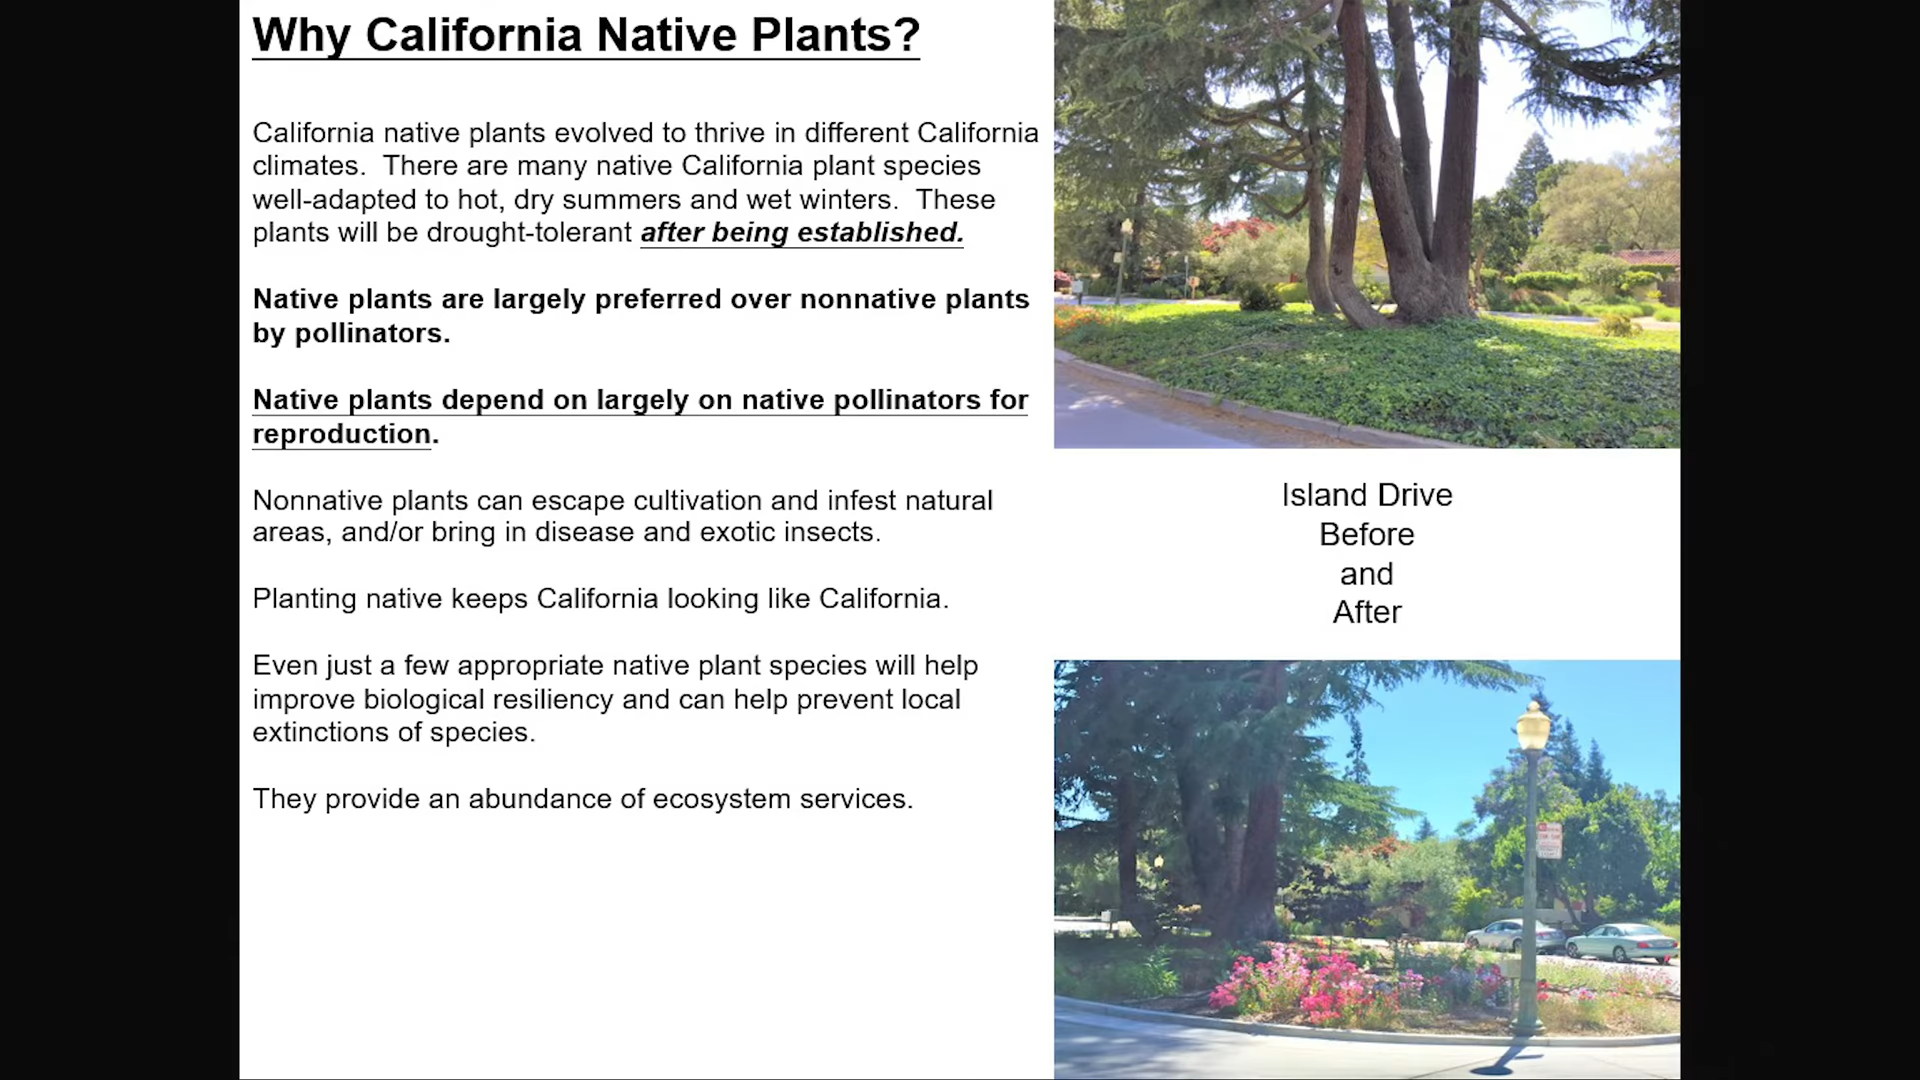 Why California Native Plants?
California native plants evolved to thrive in different California
climates.  There are many native California plant species
well-adapted to hot, dry summers and wet winters.  These
plants will be drought-tolerant after being established.
Native plants are largely preferred over nonnative plants
by pollinators.
Native plants depend on largely on native pollinators for
reproduction.
Nonnative plants can escape cultivation and infest natural
areas, and/or bring in disease and exotic insects.
Planting native keeps California looking like California.
Even just a few appropriate native plant species will help
improve biological resiliency and can help prevent local
extinctions of species.
They provide an abundance of ecosystem services.
Island Drive
Before
and
After